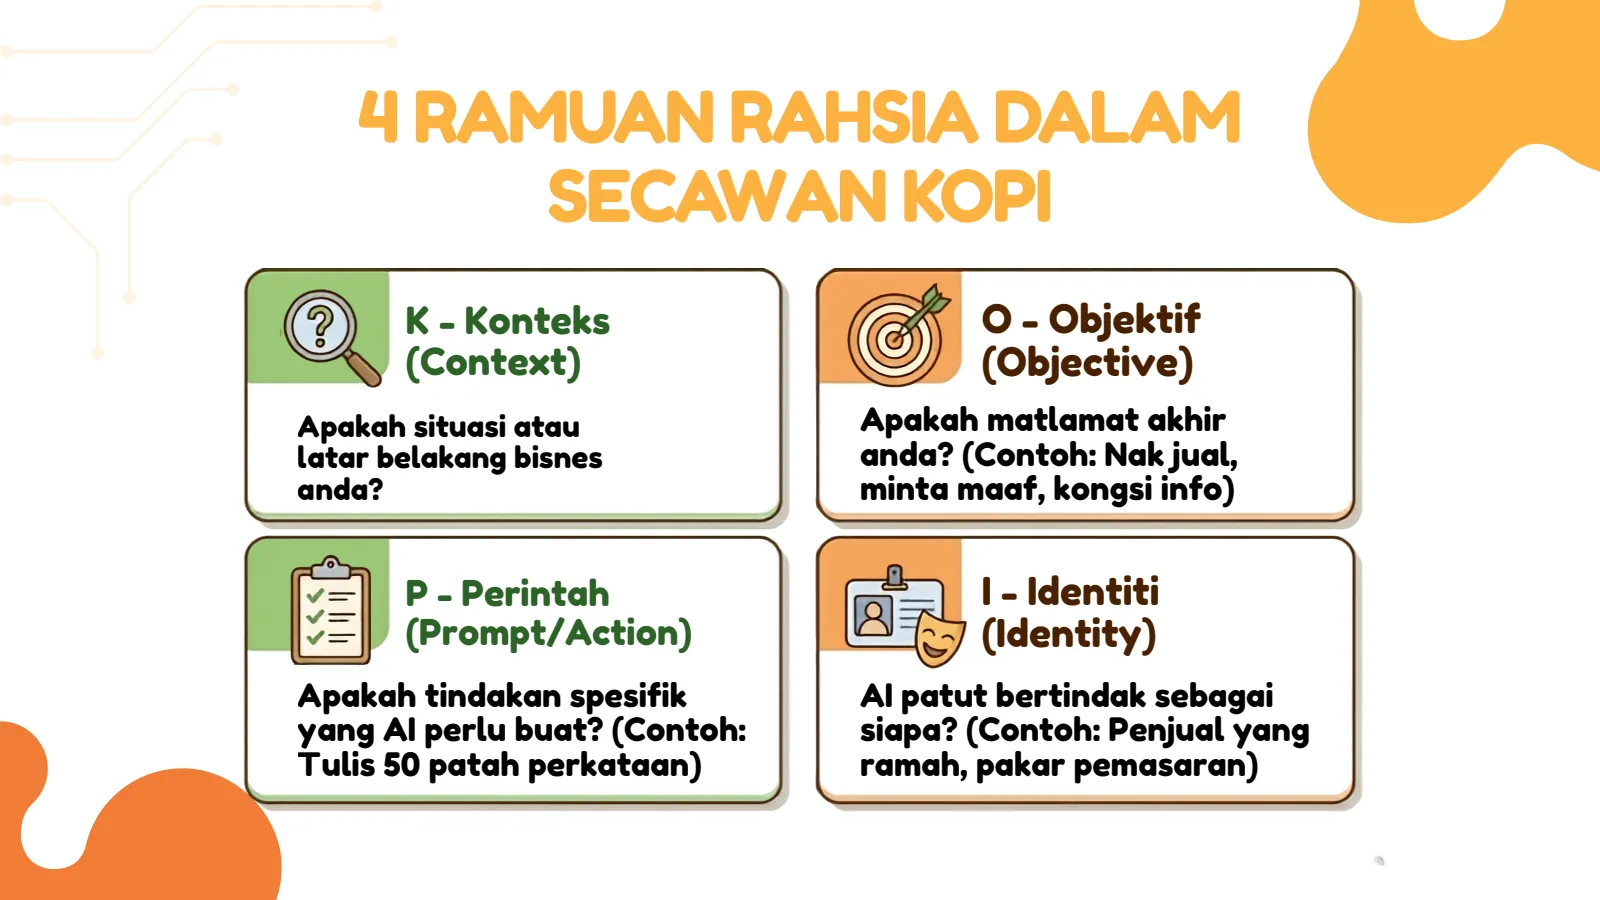 4 RAMUAN RAHSIA DALAM
SECAWAN KOPI
K - Konteks
(Context)
Apakah situasi atau
latar belakang bisnes
anda?
O - Objektif
(Objective)
Apakah matlamat akhir
anda? (Contoh: Nak jual,
minta maaf, kongsi info)
P - Perintah
(Prompt/Action)
Apakah tindakan spesifik
yang AI perlu buat? (Contoh:
Tulis 50 patah perkataan)
I - Identiti
(Identity)
AI patut bertindak sebagai
siapa? (Contoh: Penjual yang
ramah, pakar pemasaran)